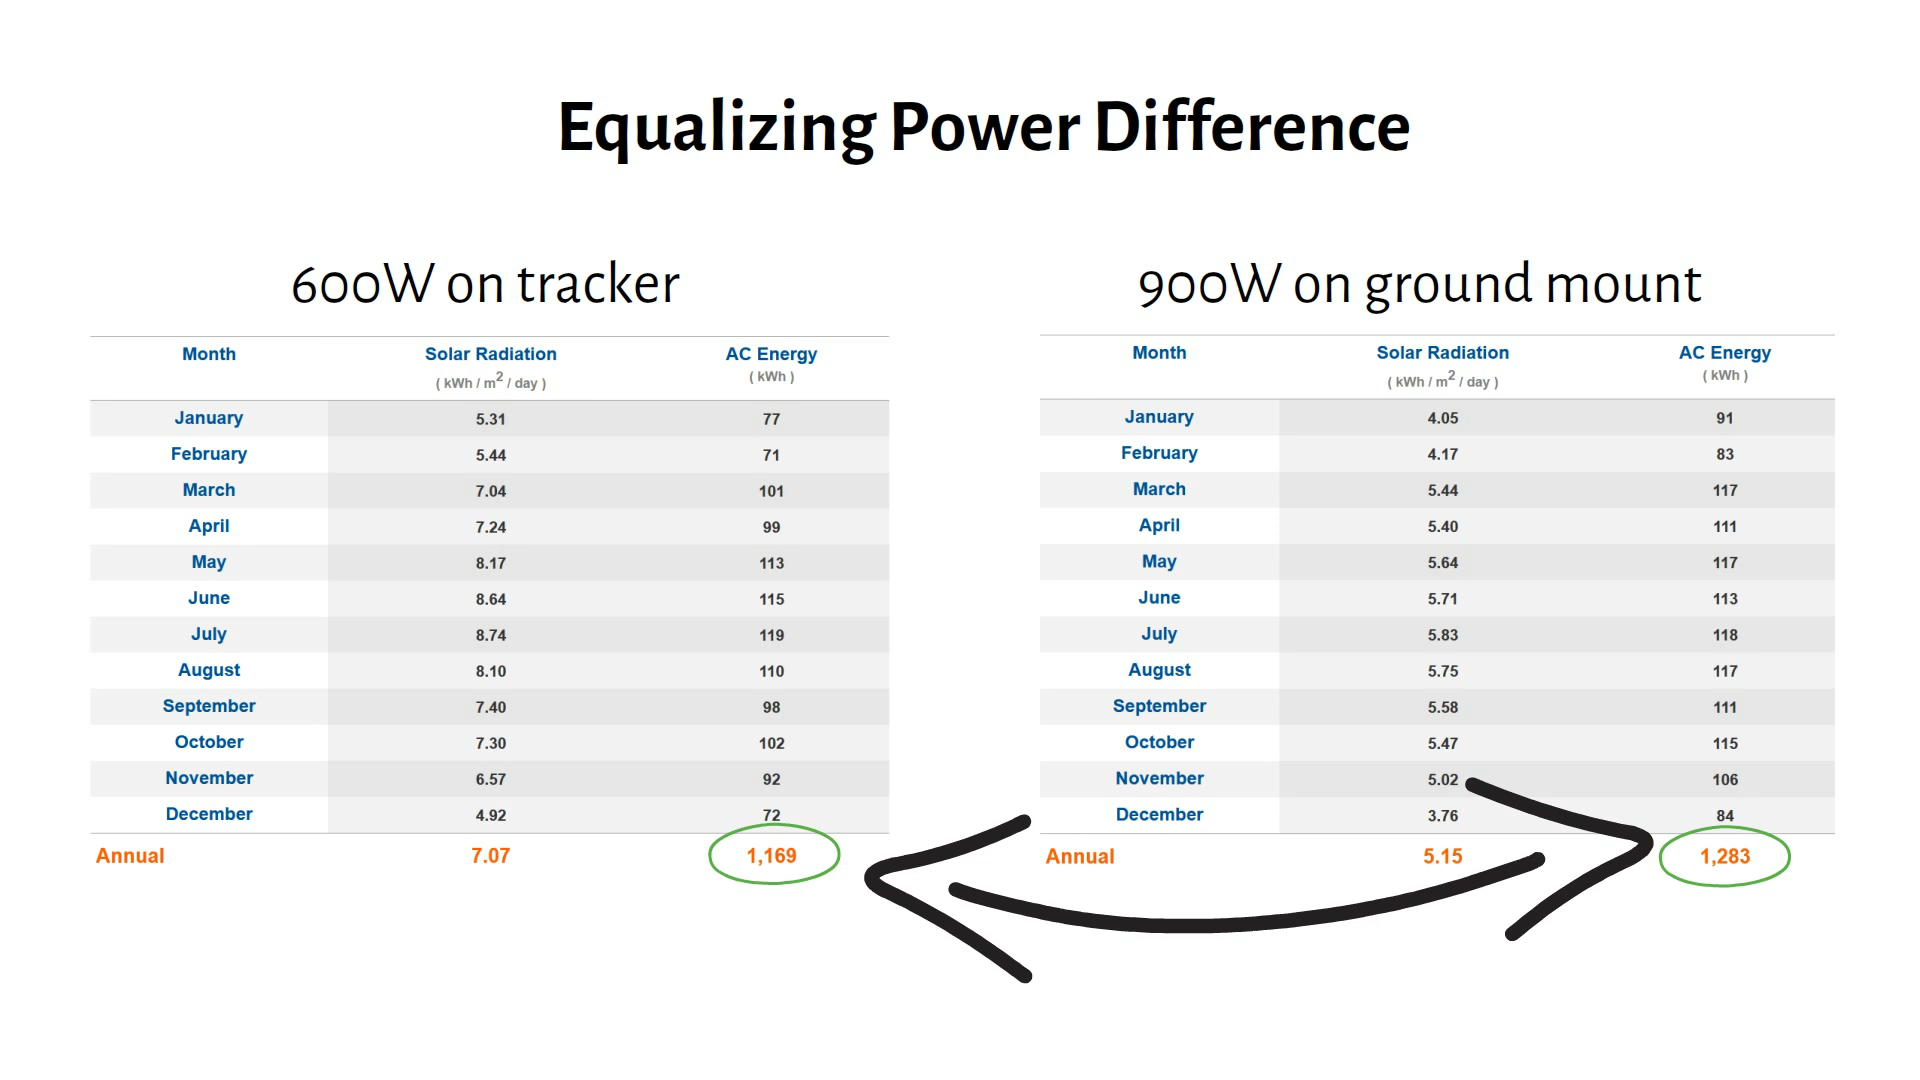 Equalizing Power Difference
600W on tracker
Month Solar Radiation AC Energy
( kWh / m2 / day ) ( kWh )
January 5.31 77
February 5.44 71
March 7.04 101
April 7.24 99
May 8.17 113
June 8.64 115
July 8.74 119
August 8.10 110
September 7.40 98
October 7.30 102
November 6.57 92
December 4.92 72
Annual 7.07 1,169
900W on ground mount
Month Solar Radiation AC Energy
( kWh / m2 / day ) ( kWh )
January 4.05 91
February 4.17 83
March 5.44 117
April 5.40 111
May 5.64 117
June 5.71 113
July 5.83 118
August 5.75 117
September 5.58 111
October 5.47 115
November 5.02 106
December 3.76 84
Annual 5.15 1,283